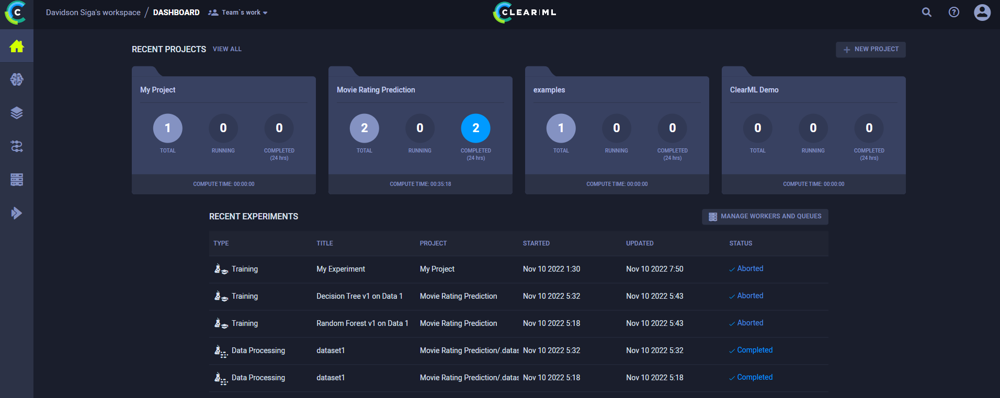 Davidson Siga's workspace / DASHBOARD Team`s work
CLEAR|ML
RECENT PROJECTS VIEW ALL
NEW PROJECT
My Project
1 0 0
TOTAL RUNNING COMPLETED
(24 hrs)
COMPUTE TIME: 00:00:00
Movie Rating Prediction
2 0 2
TOTAL RUNNING COMPLETED
(24 hrs)
COMPUTE TIME: 00:35:18
examples
1 0 0
TOTAL RUNNING COMPLETED
(24 hrs)
COMPUTE TIME: 00:00:00
ClearML Demo
0 0 0
TOTAL RUNNING COMPLETED
(24 hrs)
COMPUTE TIME: 00:00:00
RECENT EXPERIMENTS
MANAGE WORKERS AND QUEUES
TYPE TITLE PROJECT STARTED UPDATED STATUS
Training My Experiment My Project Nov 10 2022 1:30 Nov 10 2022 7:50 Aborted
Training Decision Tree v1 on Data 1 Movie Rating Prediction Nov 10 2022 5:32 Nov 10 2022 5:43 Aborted
Training Random Forest v1 on Data 1 Movie Rating Prediction Nov 10 2022 5:18 Nov 10 2022 5:43 Aborted
Data Processing dataset1 Movie Rating Prediction/.datas Nov 10 2022 5:32 Nov 10 2022 5:32 Completed
Data Processing dataset1 Movie Rating Prediction/.datas Nov 10 2022 5:18 Nov 10 2022 5:18 Completed